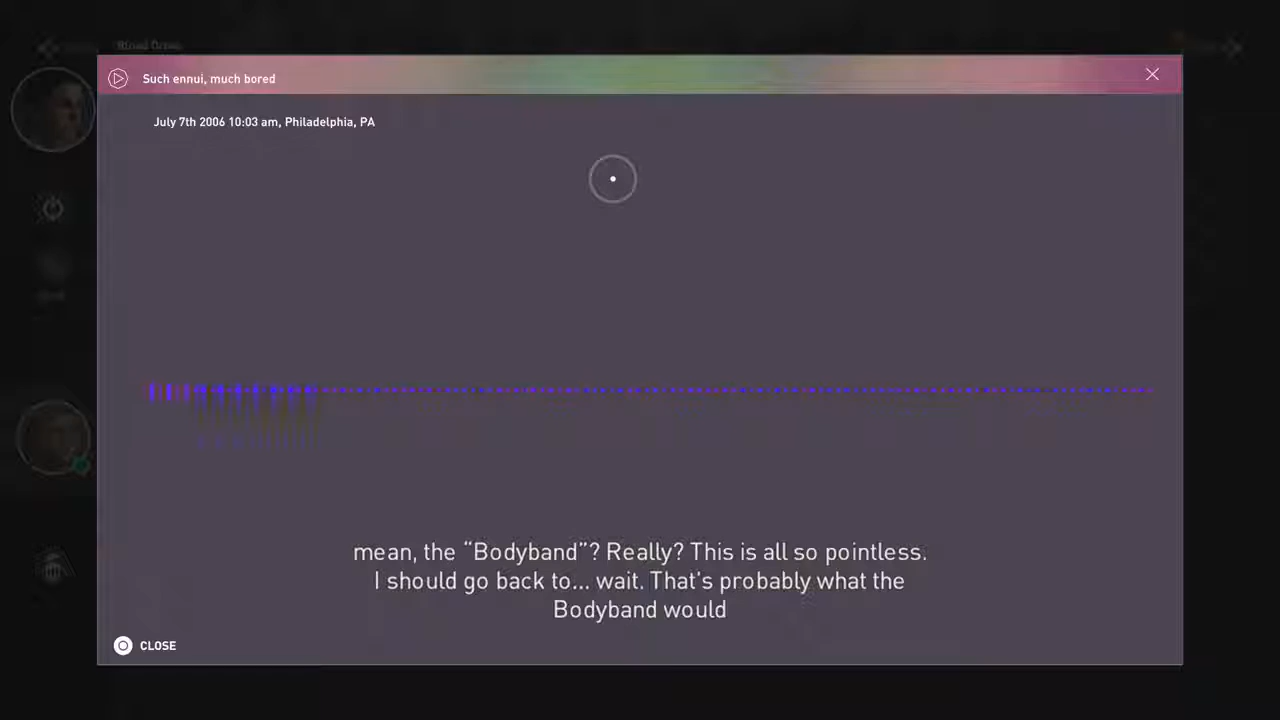 Such ennui, much bored
July 7th 2006 10:03 am, Philadelphia, PA
mean, the “Bodyband”? Really? This is all so pointless.
I should go back to... wait. That's probably what the
Bodyband would
CLOSE